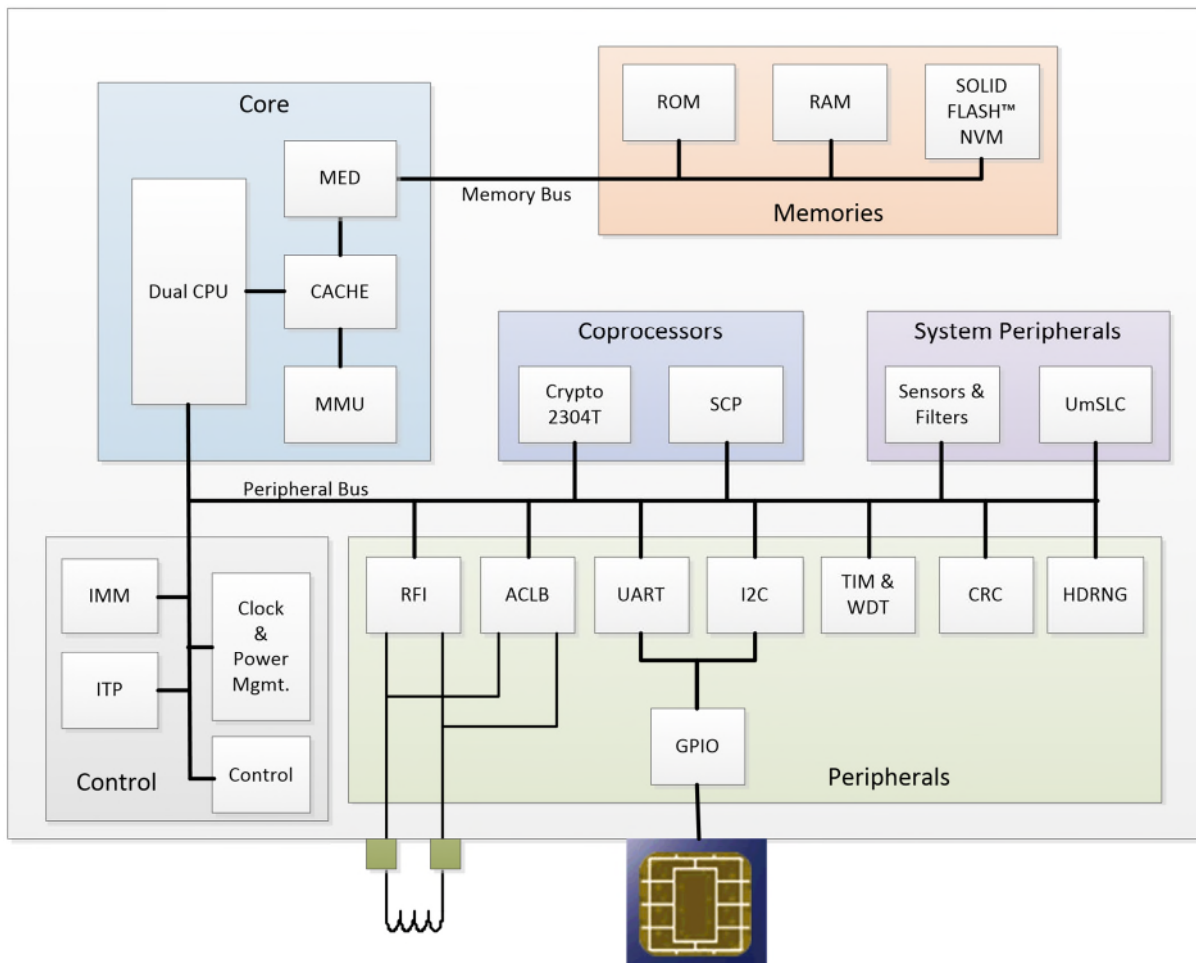 Core
MED
Dual CPU
CACHE
MMU
Memory Bus
ROM
RAM
SOLID
FLASH™
NVM
Memories
Coprocessors
Crypto
2304T
SCP
System Peripherals
Sensors &
Filters
UmSLC
Peripheral Bus
IMM
Clock
&
Power
Mgmt.
ITP
Control
Control
RFI
ACLB
UART
I2C
TIM &
WDT
CRC
HDRNG
GPIO
Peripherals